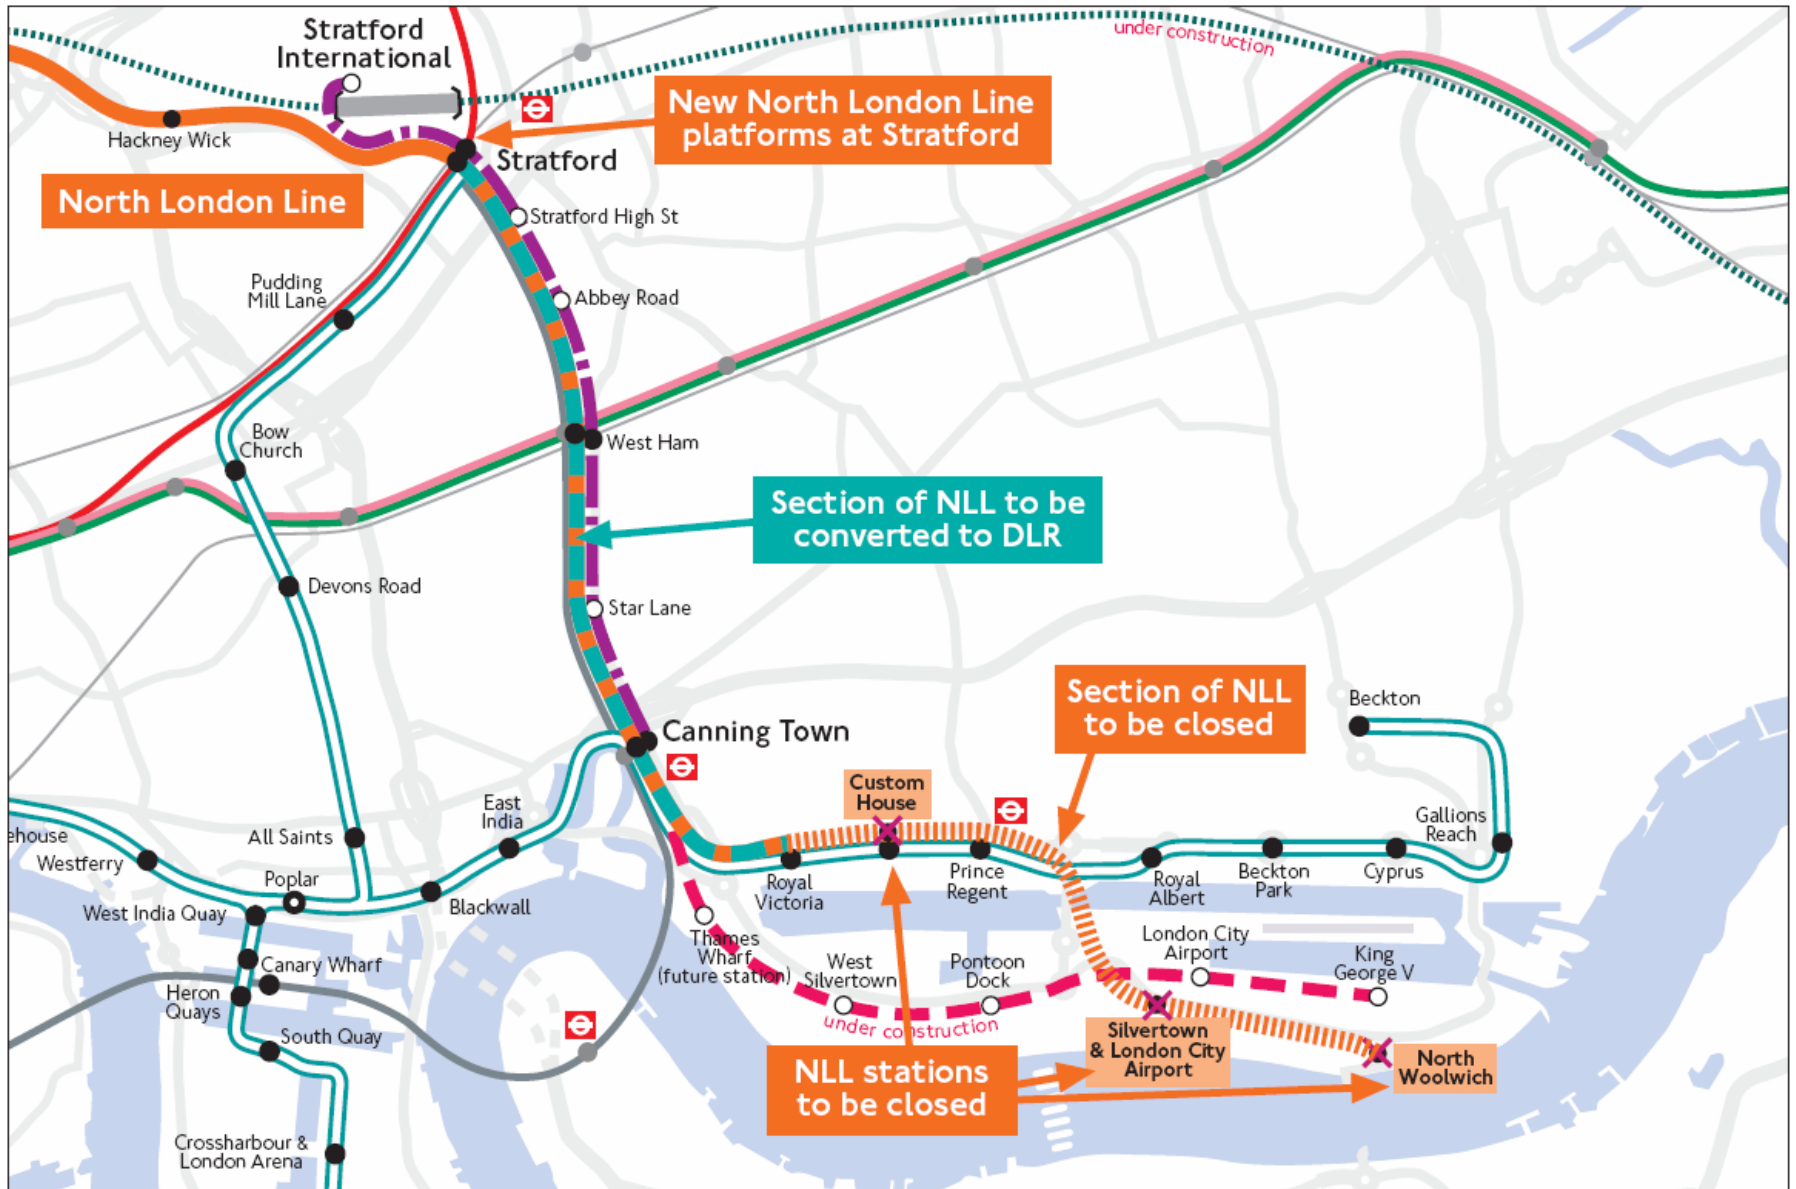 Stratford
International
under construction
New North London Line
platforms at Stratford
Hackney Wick
Stratford
North London Line
Stratford High St
Pudding
Mill Lane
Abbey Road
Bow
Church
West Ham
Section of NLL to be
converted to DLR
Devons Road
Star Lane
Section of NLL
to be closed
Beckton
Canning Town
Custom
House
East
India
Gallions
Reach
ehouse
All Saints
Westferry
Poplar
Royal
Victoria
Prince
Regent
Royal
Albert
Beckton
Park
Cyprus
West India Quay
Blackwall
Thames
Wharf
(future station)
London City
Airport
King
George V
Canary Wharf
West
Silvertown
Pontoon
Dock
Heron
Quays
under construction
South Quay
Silvertown
& London City
Airport
NLL stations
to be closed
North
Woolwich
Crossharbour &
London Arena